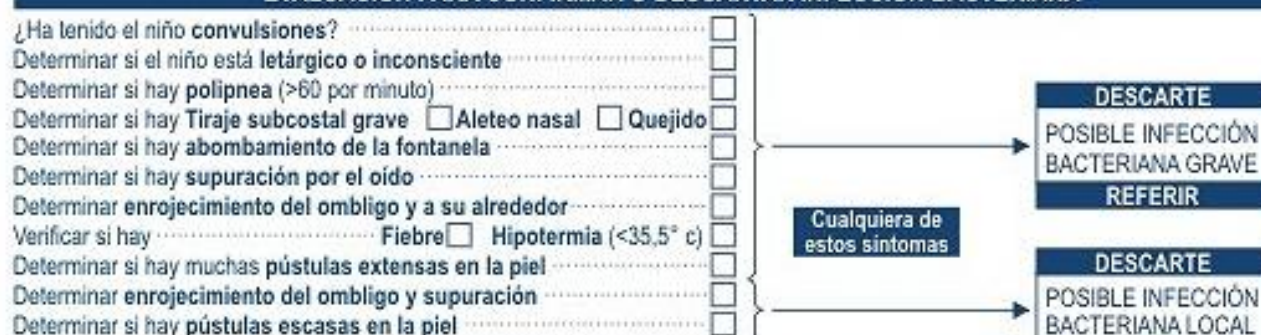 ¿Ha tenido el niño convulsiones?
Determinar si el niño está letárgico o inconsciente
Determinar si hay polipnea (>60 por minuto)
Determinar si hay Tiraje subcostal grave Aleteo nasal Quejido
Determinar si hay abombamiento de la fontanela
Determinar si hay supuración por el oído
Determinar enrojecimiento del ombligo y a su alrededor
Verificar si hay Fiebre Hipotermia (<35,5° c)
Determinar si hay muchas pústulas extensas en la piel
Determinar enrojecimiento del ombligo y supuración
Determinar si hay pústulas escasas en la piel
Cualquiera de
estos sintomas
DESCARTE
POSIBLE INFECCIÓN
BACTERIANA GRAVE
REFERIR
DESCARTE
POSIBLE INFECCIÓN
BACTERIANA LOCAL